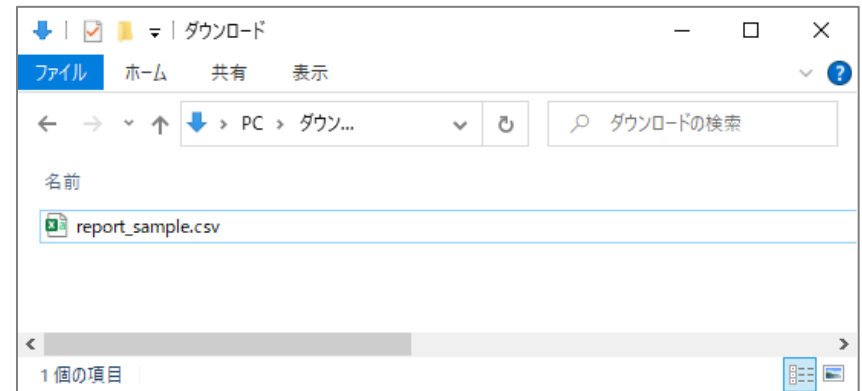 ダウンロード
ファイル ホーム 共有 表示
PC ダウン... ダウンロードの検索
名前
report_sample.csv
1 個の項目